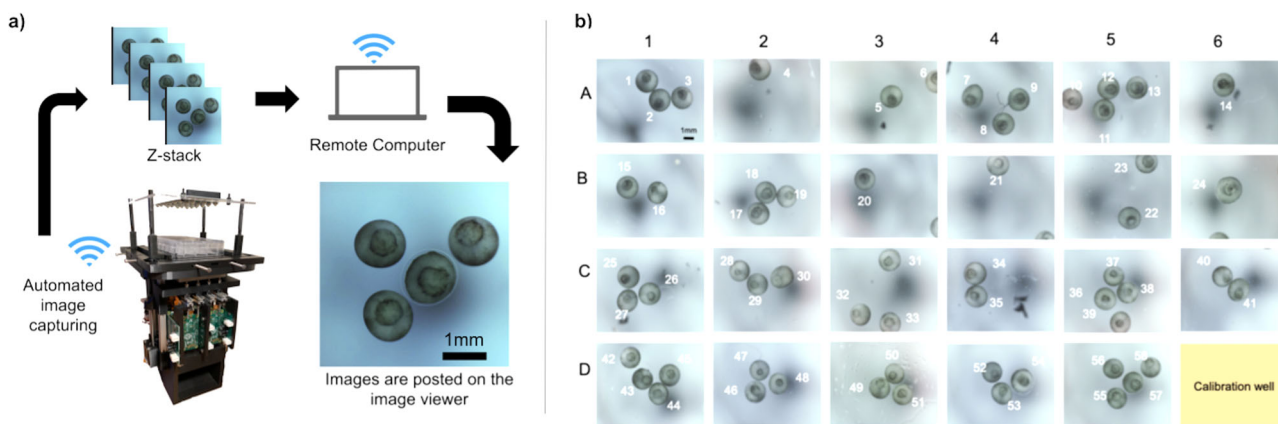 a)
Z-stack
Remote Computer
Automated
image
capturing
1mm
Images are posted on the
image viewer
b)
1 2 3 4 5 6
A
1 3 2 1mm
4
6 5
7 9 8
10 12 13 11
14
B
15 16
18 19 17
20
21
23 22
24
C
25 26 27
28 30 29
31 32 33
34 35
37 36 38 39
40 41
D
42 43 44
47 46 48
50 49 51
52 53
56 58 55 57
Calibration well